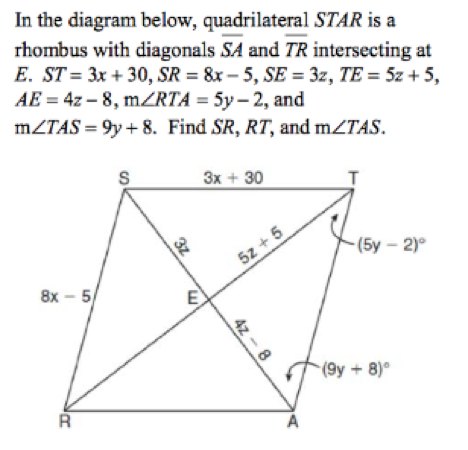 In the diagram below, quadrilateral STAR is a
rhombus with diagonals SA and TR intersecting at
E. ST = 3x + 30, SR = 8x – 5, SE = 3z, TE = 5z + 5,
AE = 4z – 8, m∠RTA = 5y – 2, and
m∠TAS = 9y + 8. Find SR, RT, and m∠TAS.
S
3x + 30
T
3z
5z + 5
(5y – 2)°
8x – 5
E
4z – 8
(9y + 8)°
R
A